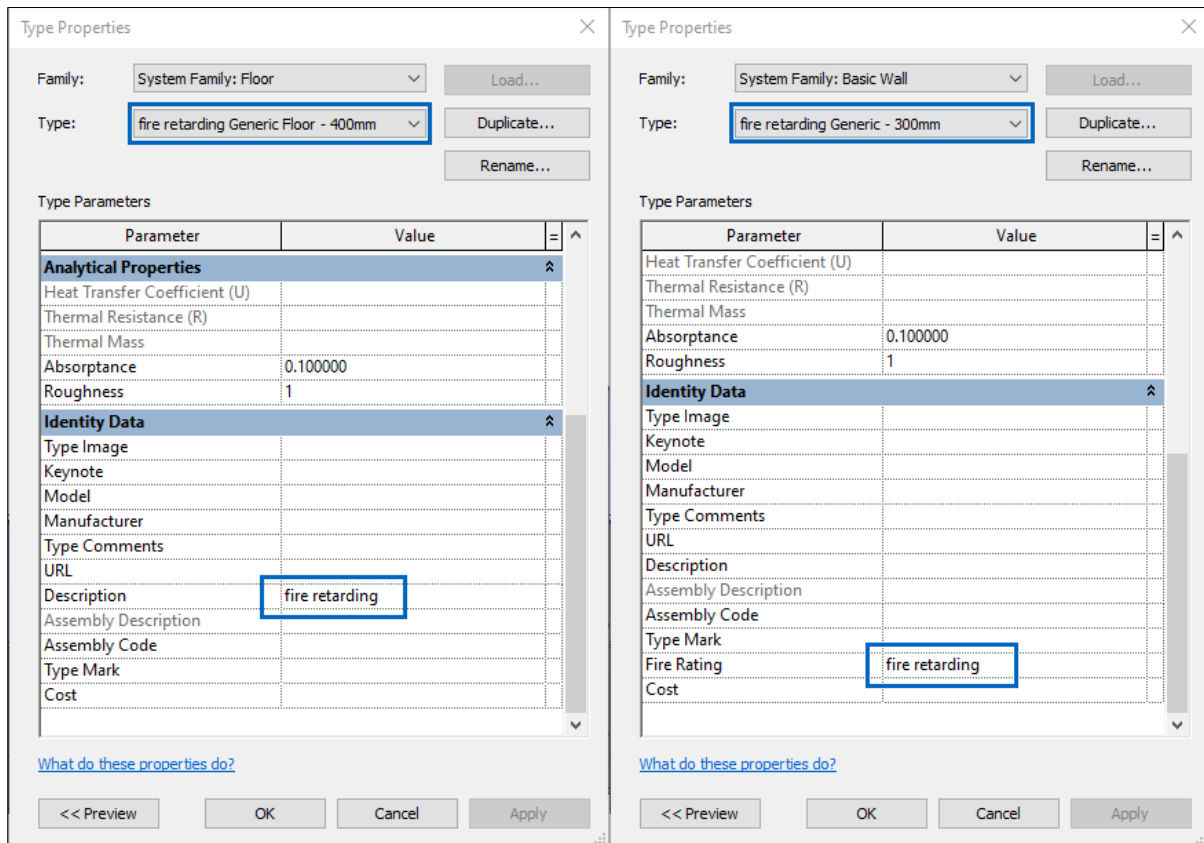 Type Properties
Family: System Family: Floor Load...
Type: fire retarding Generic Floor - 400mm Duplicate...
Rename...
Type Parameters
Parameter Value =
Analytical Properties
Heat Transfer Coefficient (U)
Thermal Resistance (R)
Thermal Mass
Absorptance 0.100000
Roughness 1
Identity Data
Type Image
Keynote
Model
Manufacturer
Type Comments
URL
Description fire retarding
Assembly Description
Assembly Code
Type Mark
Cost
What do these properties do?
<< Preview OK Cancel Apply
Type Properties
Family: System Family: Basic Wall Load...
Type: fire retarding Generic - 300mm Duplicate...
Rename...
Type Parameters
Parameter Value =
Heat Transfer Coefficient (U)
Thermal Resistance (R)
Thermal Mass
Absorptance 0.100000
Roughness 1
Identity Data
Type Image
Keynote
Model
Manufacturer
Type Comments
URL
Description
Assembly Description
Assembly Code
Type Mark
Fire Rating fire retarding
Cost
What do these properties do?
<< Preview OK Cancel Apply